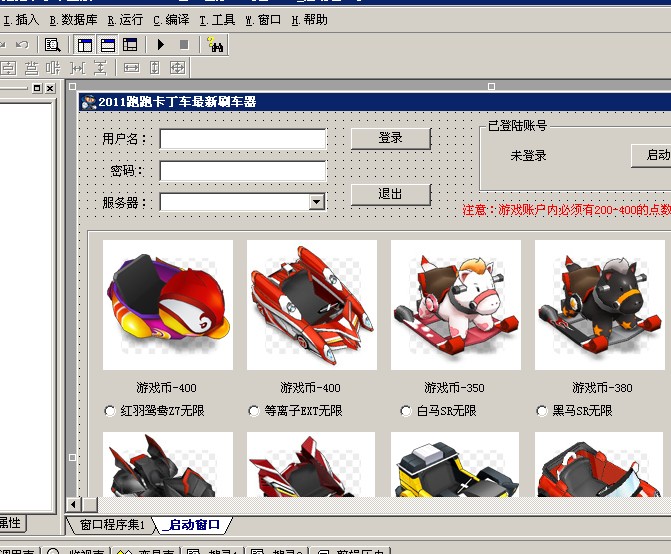 I.插入 B.数据库 R.运行 C.编译 T.工具 W.窗口 H.帮助
2011跑跑卡丁车最新刷车器
用户名：
登录
密码：
服务器：
退出
已登陆账号
未登录
启动
注意：游戏账户内必须有200-400的点数
游戏币-400
游戏币-400
游戏币-350
游戏币-380
红羽鸳鸯Z7无限
等离子EXT无限
白马SR无限
黑马SR无限
属性
窗口程序集1
_启动窗口